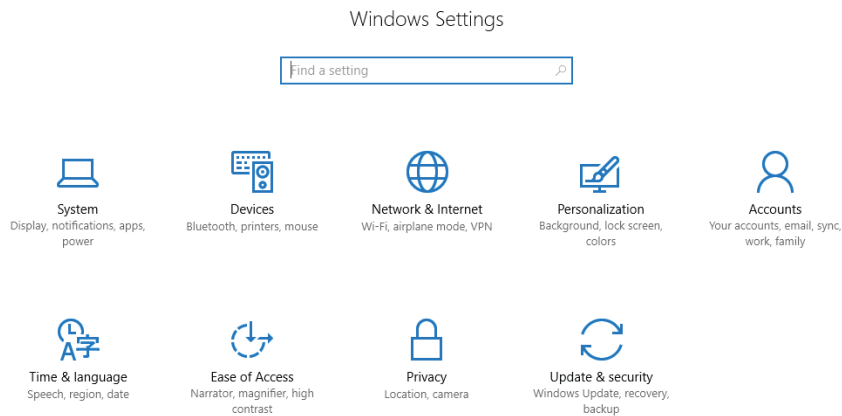 Windows Settings
Find a setting
System
Display, notifications, apps,
power
Devices
Bluetooth, printers, mouse
Network & Internet
Wi-Fi, airplane mode, VPN
Personalization
Background, lock screen,
colors
Accounts
Your accounts, email, sync,
work, family
A字
Time & language
Speech, region, date
Ease of Access
Narrator, magnifier, high
contrast
Privacy
Location, camera
Update & security
Windows Update, recovery,
backup